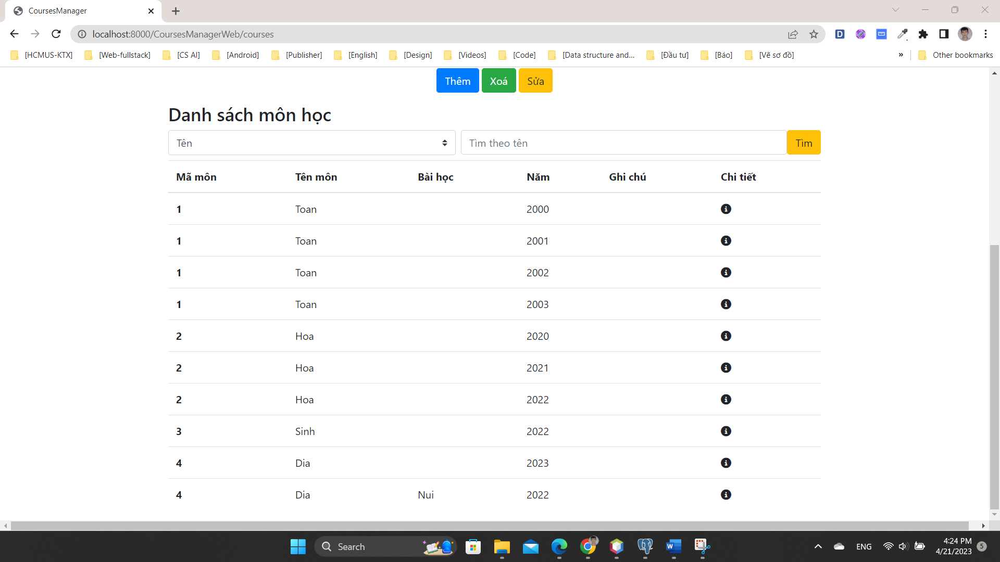 CoursesManager
localhost:8000/CoursesManagerWeb/courses
[HCMUS-KTX] [Web-fullstack] [CS AI] [Android] [Publisher] [English] [Design] [Videos] [Code] [Data structure and... [Đầu tư] [Báo] [Vẽ sơ đồ] » Other bookmarks
Thêm Xoá Sửa
Danh sách môn học
Tên Tìm theo tên Tìm
Mã môn Tên môn Bài học Năm Ghi chú Chi tiết
1 Toan 2000
1 Toan 2001
1 Toan 2002
1 Toan 2003
2 Hoa 2020
2 Hoa 2021
2 Hoa 2022
3 Sinh 2022
4 Dia 2023
4 Dia Nui 2022
Search ENG 4:24 PM
4/21/2023 5